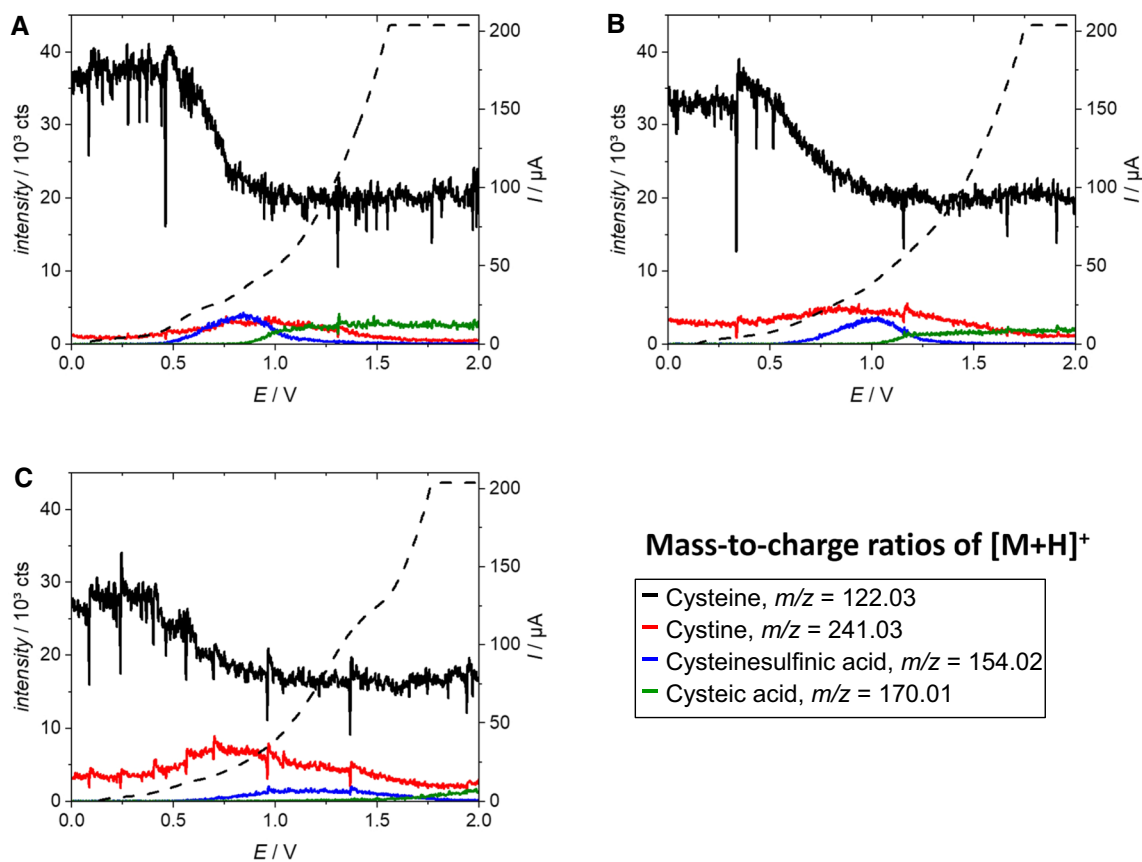 A
intensity / 10³ cts
40
30
20
10
0
200
150
100
50
0
I / µA
0.0 0.5 1.0 1.5 2.0
E / V
B
intensity / 10³ cts
40
30
20
10
0
200
150
100
50
0
I / µA
0.0 0.5 1.0 1.5 2.0
E / V
C
intensity / 10³ cts
40
30
20
10
0
200
150
100
50
0
I / µA
0.0 0.5 1.0 1.5 2.0
E / V
Mass-to-charge ratios of [M+H]⁺
Cysteine, m/z = 122.03
Cystine, m/z = 241.03
Cysteinesulfinic acid, m/z = 154.02
Cysteic acid, m/z = 170.01